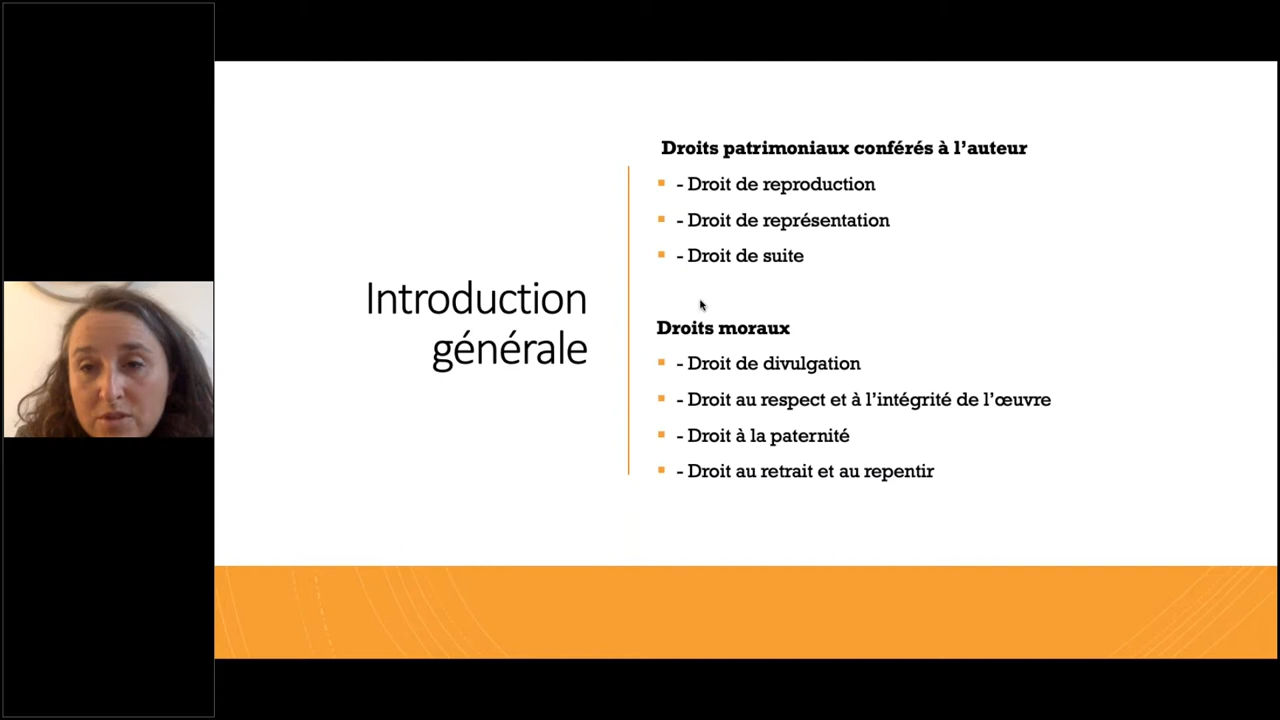 Introduction
générale
Droits patrimoniaux conférés à l’auteur
- Droit de reproduction
- Droit de représentation
- Droit de suite
Droits moraux
- Droit de divulgation
- Droit au respect et à l’intégrité de l’œuvre
- Droit à la paternité
- Droit au retrait et au repentir